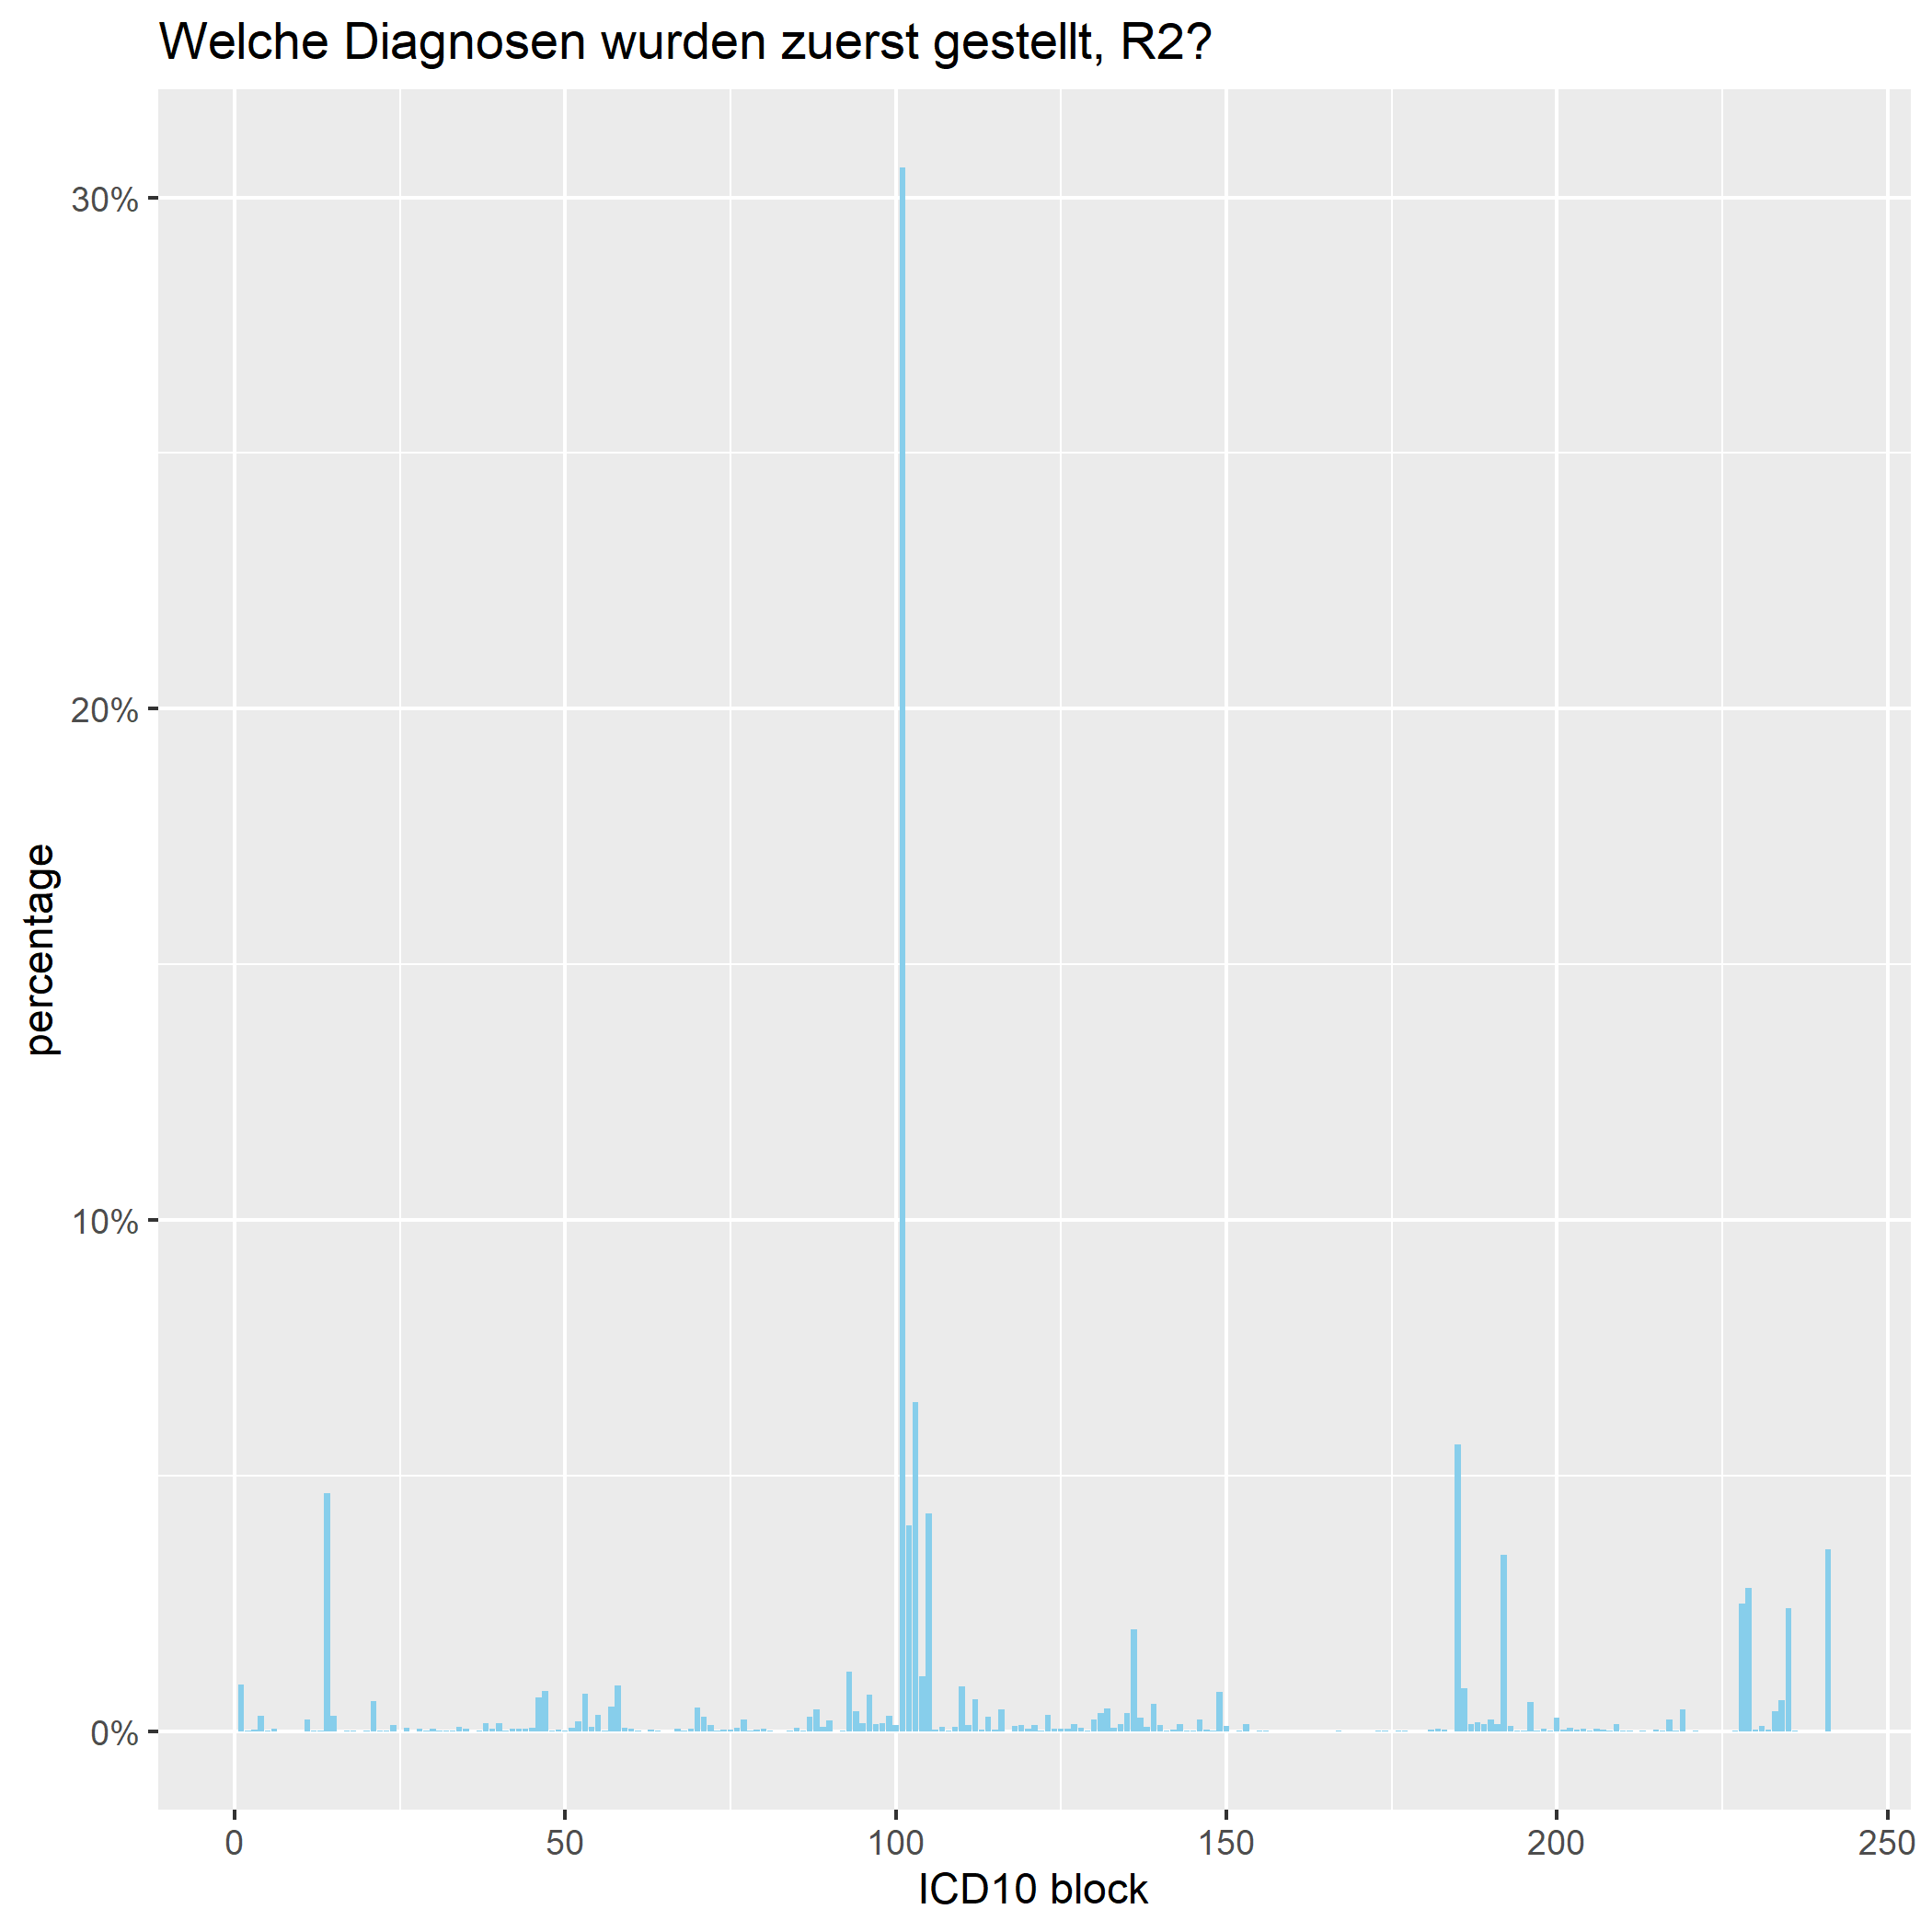 Welche Diagnosen wurden zuerst gestellt, R2?
30%
20%
10%
0%
percentage
0 50 100 150 200 250
ICD10 block